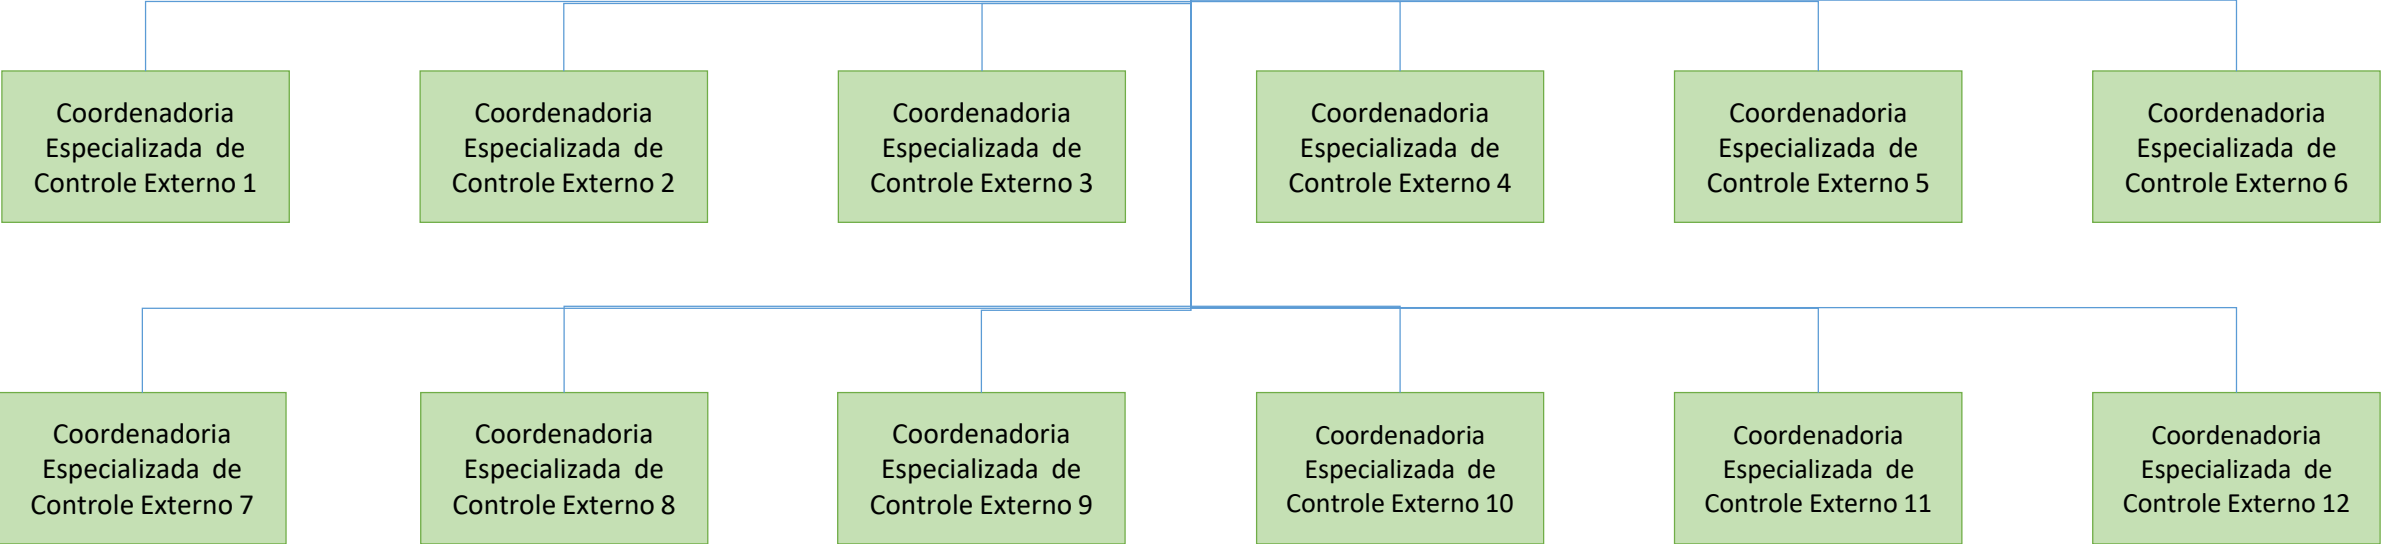 Coordenadoria
Especializada de
Controle Externo 1
Coordenadoria
Especializada de
Controle Externo 2
Coordenadoria
Especializada de
Controle Externo 3
Coordenadoria
Especializada de
Controle Externo 4
Coordenadoria
Especializada de
Controle Externo 5
Coordenadoria
Especializada de
Controle Externo 6
Coordenadoria
Especializada de
Controle Externo 7
Coordenadoria
Especializada de
Controle Externo 8
Coordenadoria
Especializada de
Controle Externo 9
Coordenadoria
Especializada de
Controle Externo 10
Coordenadoria
Especializada de
Controle Externo 11
Coordenadoria
Especializada de
Controle Externo 12